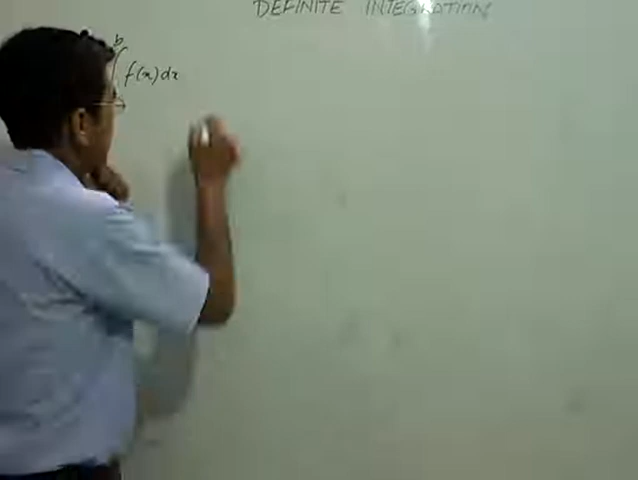 DEFINITE INTEGRATION
b
∫ f(x) dx